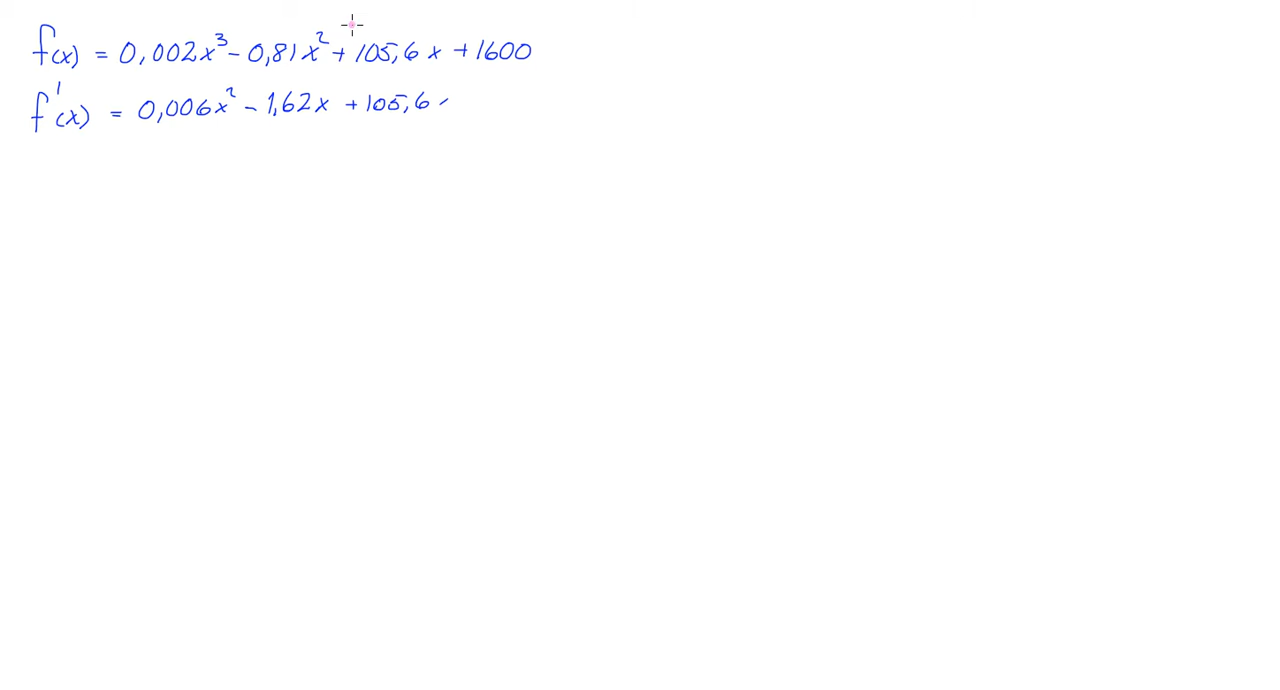 f(x) = 0,002x³ - 0,81x² + 105,6x + 1600
f'(x) = 0,006x² - 1,62x + 105,6